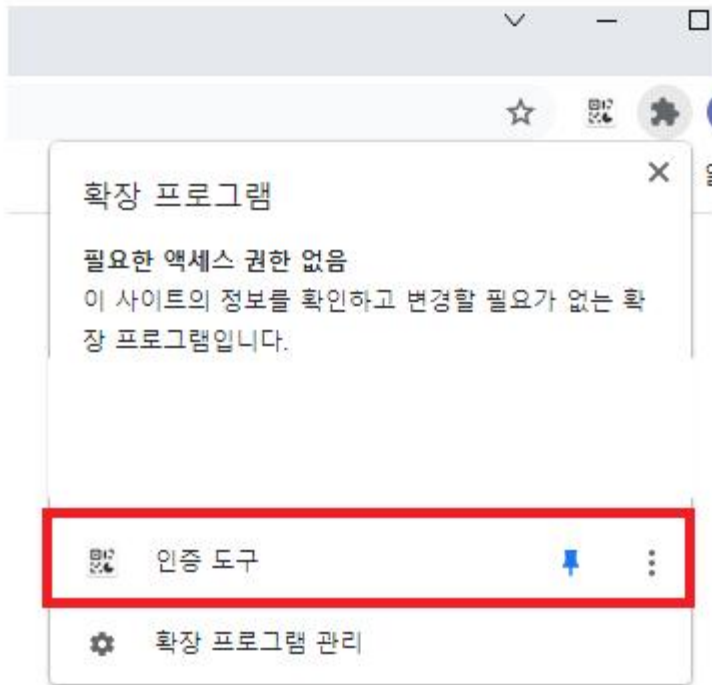 확장 프로그램
필요한 액세스 권한 없음
이 사이트의 정보를 확인하고 변경할 필요가 없는 확
장 프로그램입니다.
인증 도구
확장 프로그램 관리